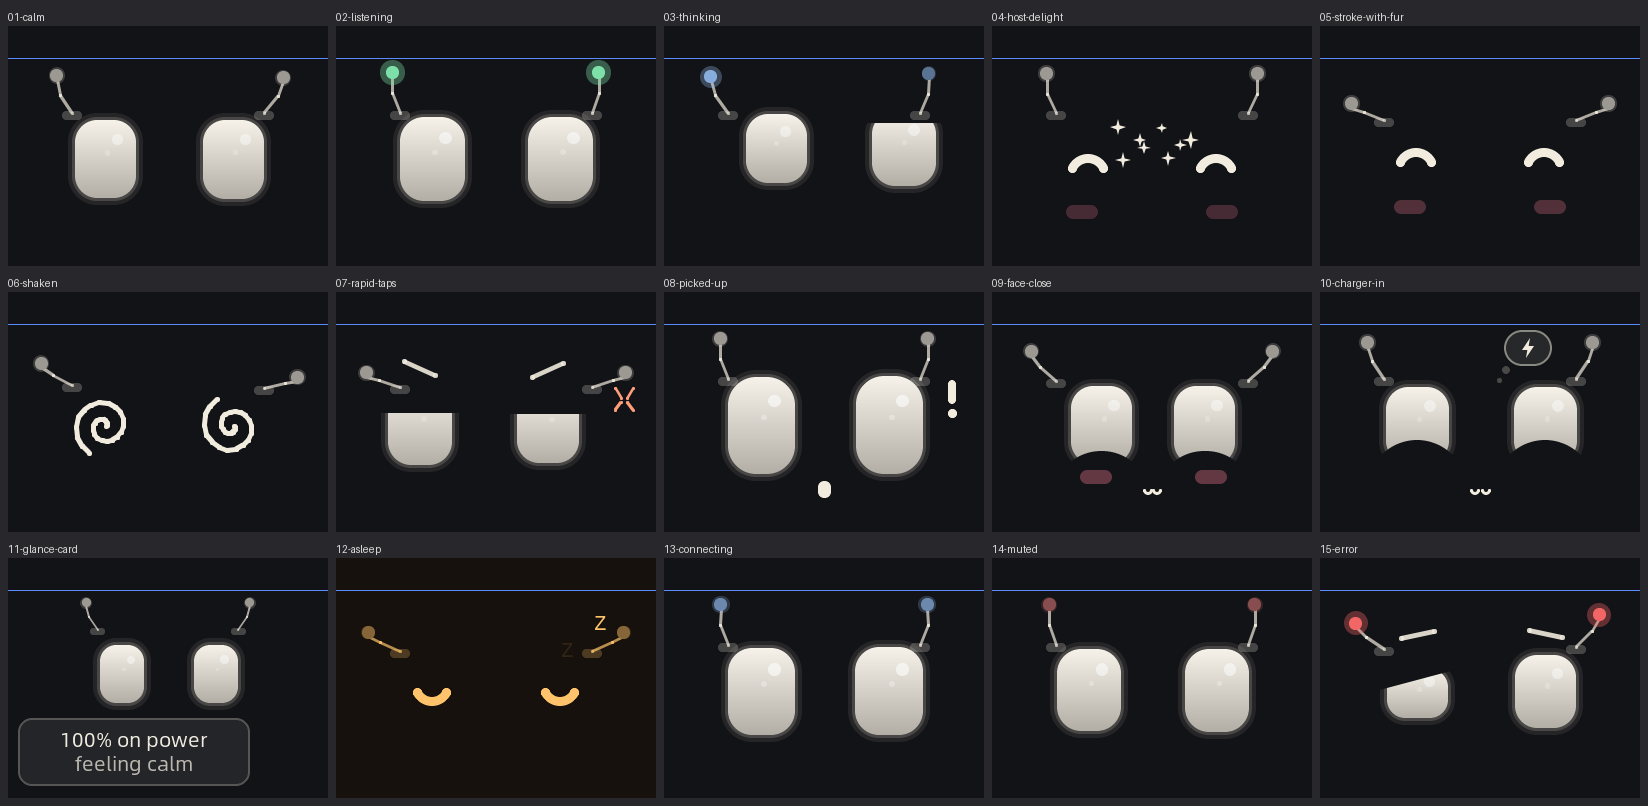 01-calm
02-listening
03-thinking
04-host-delight
05-stroke-with-fur
06-shaken
07-rapid-taps
08-picked-up
09-face-close
10-charger-in
11-glance-card
12-asleep
13-connecting
14-muted
15-error
Z
Z
100% on power
feeling calm